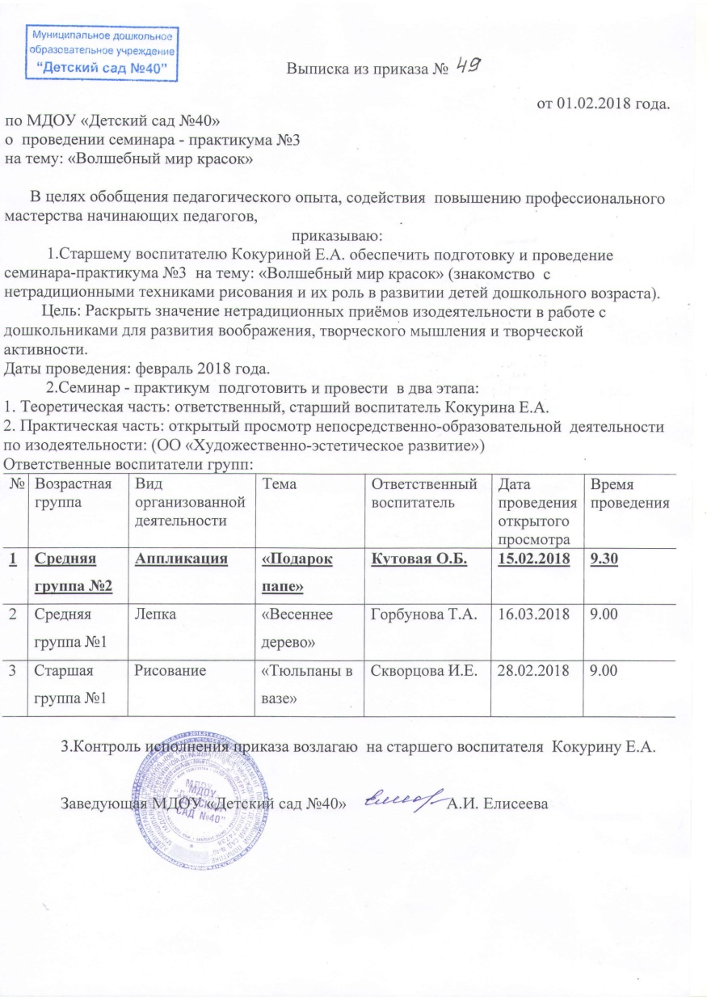 Муниципальное дошкольное
образовательное учреждение
“Детский сад №40”
Выписка из приказа № 49
от 01.02.2018 года.
по МДОУ «Детский сад №40»
о проведении семинара - практикума №3
на тему: «Волшебный мир красок»
В целях обобщения педагогического опыта, содействия повышению профессионального
мастерства начинающих педагогов,
приказываю:
1.Старшему воспитателю Кокуриной Е.А. обеспечить подготовку и проведение
семинара-практикума №3 на тему: «Волшебный мир красок» (знакомство с
нетрадиционными техниками рисования и их роль в развитии детей дошкольного возраста).
Цель: Раскрыть значение нетрадиционных приёмов изодеятельности в работе с
дошкольниками для развития воображения, творческого мышления и творческой
активности.
Даты проведения: февраль 2018 года.
2.Семинар - практикум подготовить и провести в два этапа:
1. Теоретическая часть: ответственный, старший воспитатель Кокурина Е.А.
2. Практическая часть: открытый просмотр непосредственно-образовательной деятельности
по изодеятельности: (ОО «Художественно-эстетическое развитие»)
Ответственные воспитатели групп:
№ Возрастная Вид Тема Ответственный Дата Время
группа организованной воспитатель проведения проведения
деятельности открытого
просмотра
1 Средняя Аппликация «Подарок Кутовая О.Б. 15.02.2018 9.30
группа №2 папе»
2 Средняя Лепка «Весеннее Горбунова Т.А. 16.03.2018 9.00
группа №1 дерево»
3 Старшая Рисование «Тюльпаны в Скворцова И.Е. 28.02.2018 9.00
группа №1 вазе»
3.Контроль исполнения приказа возлагаю на старшего воспитателя Кокурину Е.А.
Заведующая МДОУ «Детский сад №40» А.И. Елисеева
МДОУ
"ДЕТСКИЙ
САД №40"